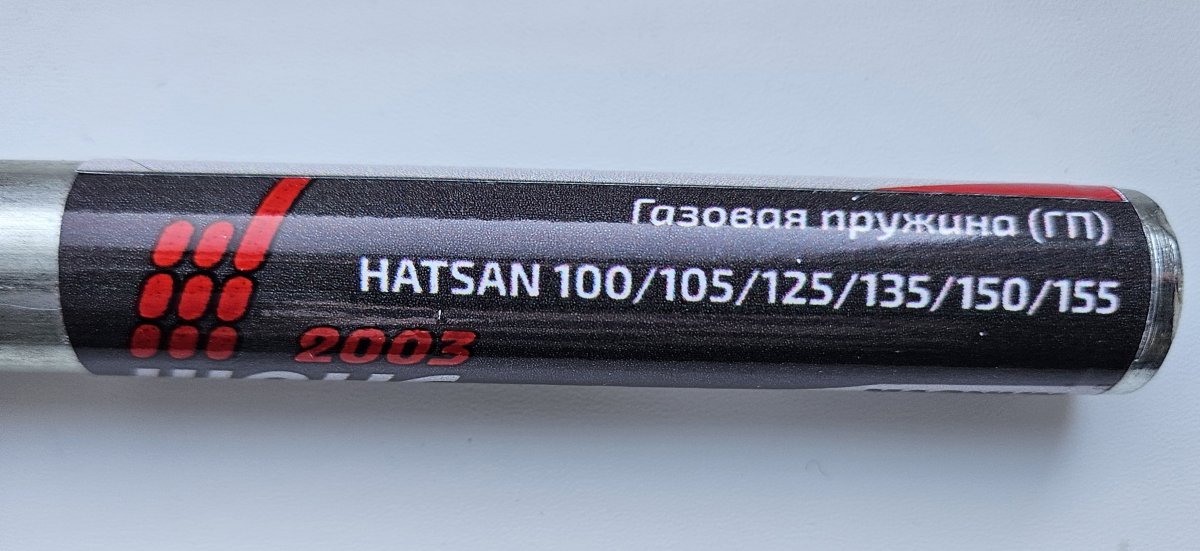 Газовая пружина (ГП)
HATSAN 100/105/125/135/150/155
2003